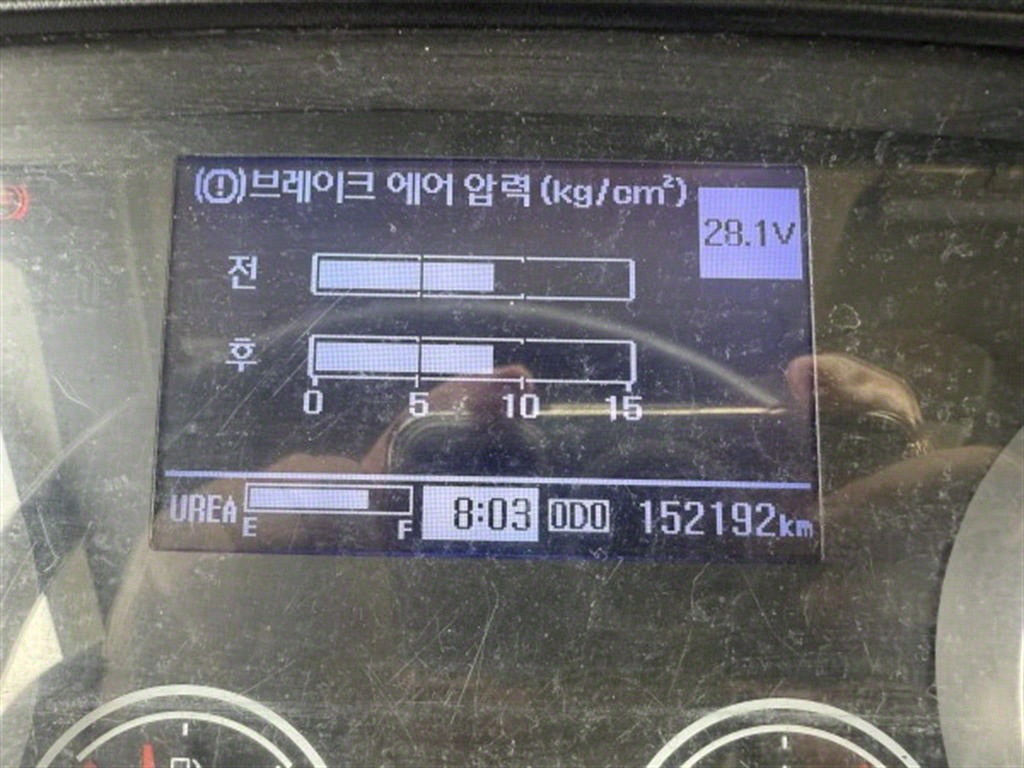 (!)브레이크 에어 압력 (kg/cm²)
28.1V
전
후
0 5 10 15
UREA E F 8:03 ODO 152192km